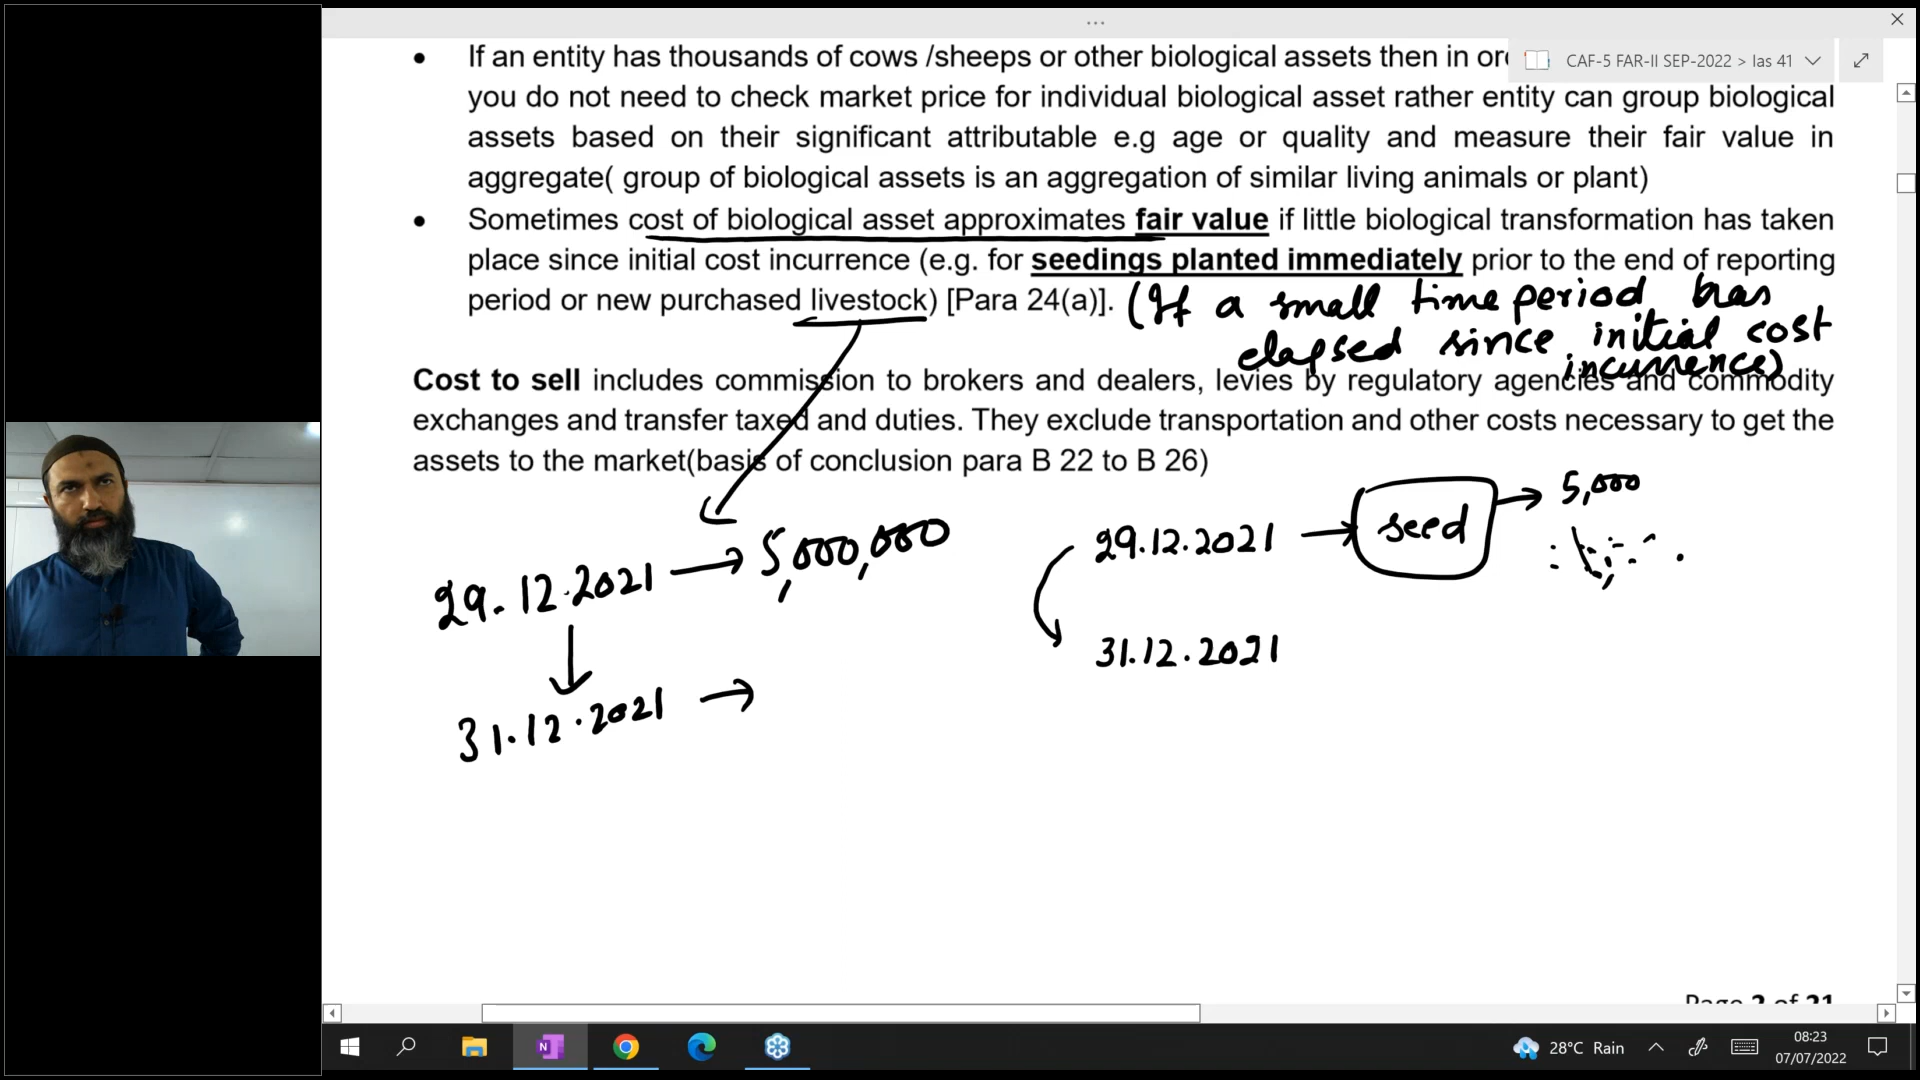 If an entity has thousands of cows /sheeps or other biological assets then in
CAF-5 FAR-II SEP-2022 > Ias 41
you do not need to check market price for individual biological asset rather entity can group biological
assets based on their significant attributable e.g age or quality and measure their fair value in
aggregate( group of biological assets is an aggregation of similar living animals or plant)
Sometimes cost of biological asset approximates fair value if little biological transformation has taken
place since initial cost incurrence (e.g. for seedings planted immediately prior to the end of reporting
period or new purchased livestock) [Para 24(a)].
(If a small time period has
elapsed since initial cost
incurrence)
Cost to sell includes commission to brokers and dealers, levies by regulatory agencies and commodity
exchanges and transfer taxed and duties. They exclude transportation and other costs necessary to get the
assets to the market(basis of conclusion para B 22 to B 26)
29.12.2021 → 5,000,000
31.12.2021 →
29.12.2021 → seed → 5,000
31.12.2021
Page 2 of 21
28°C Rain
08:23
07/07/2022